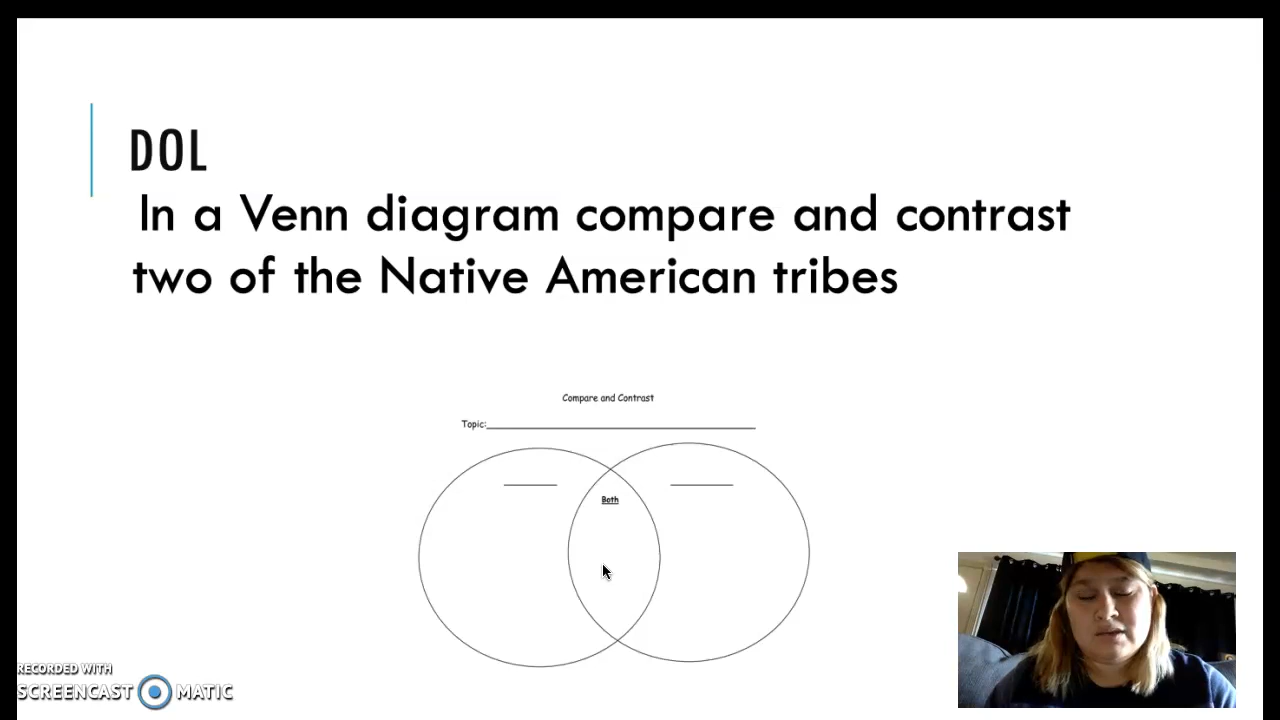 DOL
In a Venn diagram compare and contrast
two of the Native American tribes
Compare and Contrast
Topic:
Both
RECORDED WITH
SCREENCAST MATIC